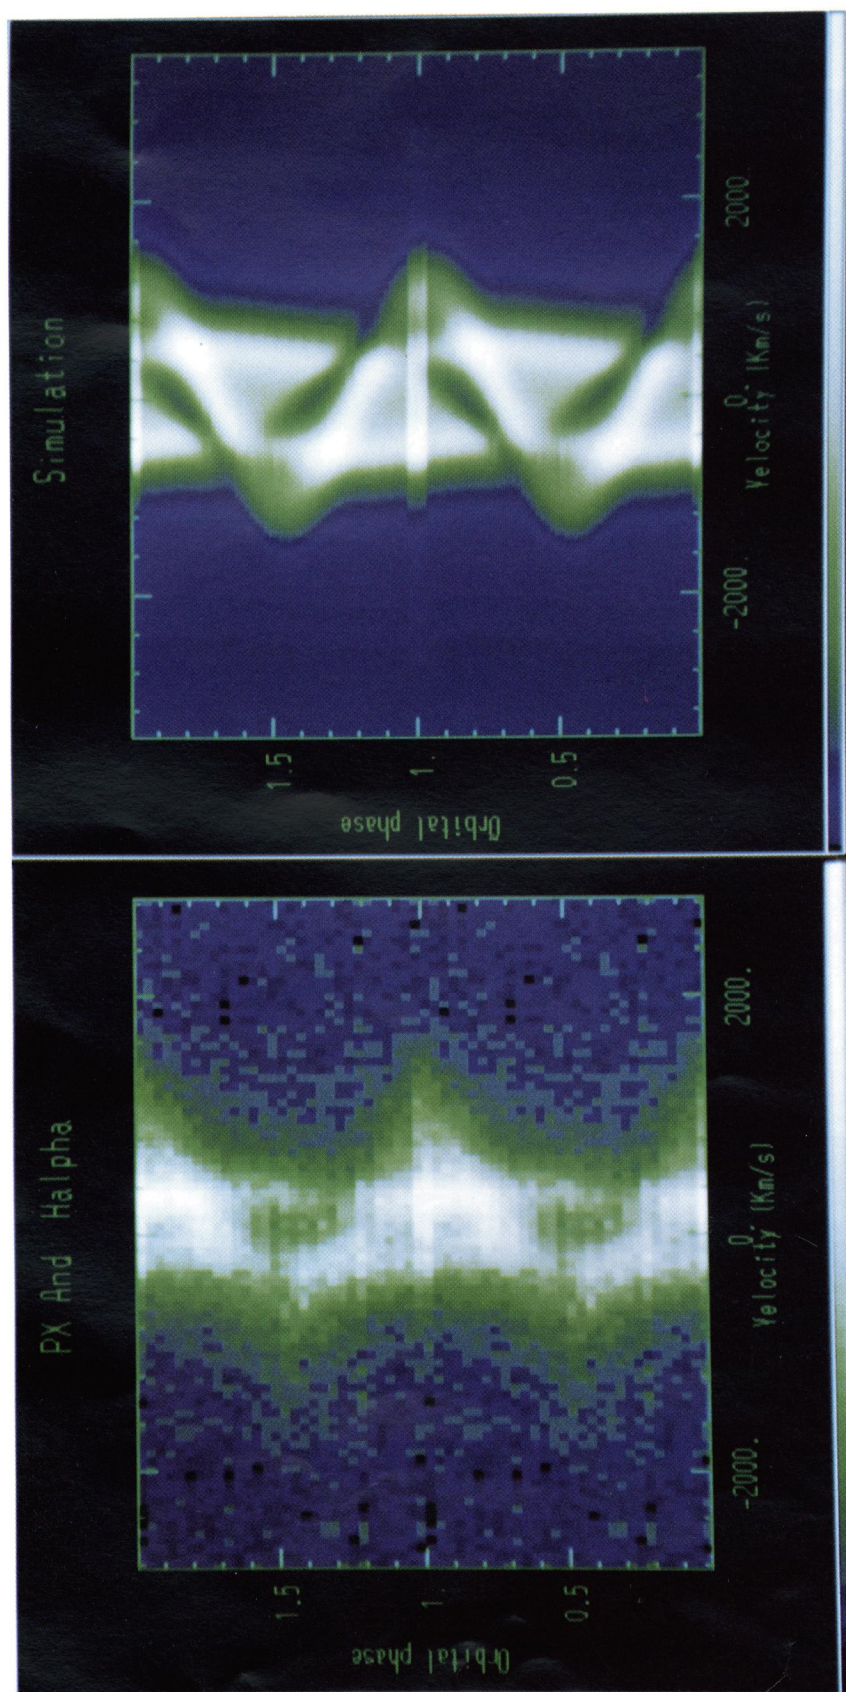 PX And Halpha
Orbital phase
1.5
1.
0.5
-2000.
0.
2000.
Velocity (Km/s)
Simulation
Orbital phase
1.5
1.
0.5
-2000.
0.
2000.
Velocity (Km/s)